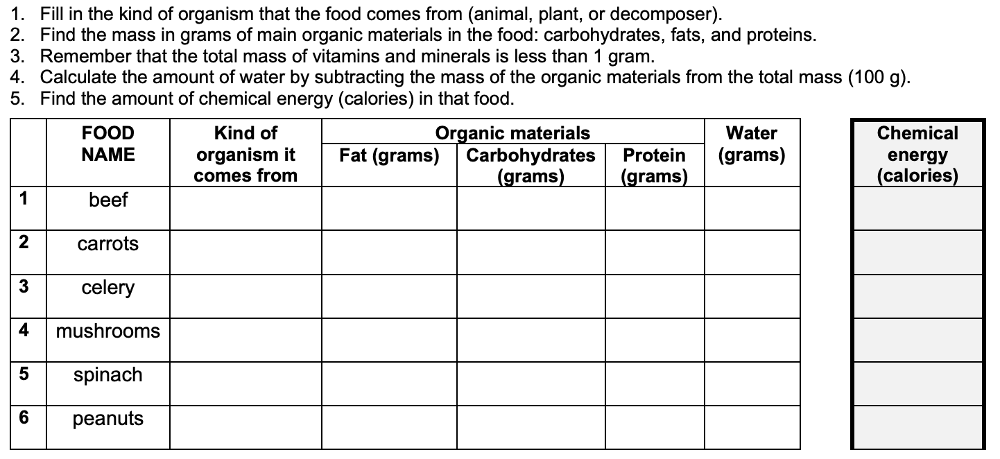 1. Fill in the kind of organism that the food comes from (animal, plant, or decomposer).
2. Find the mass in grams of main organic materials in the food: carbohydrates, fats, and proteins.
3. Remember that the total mass of vitamins and minerals is less than 1 gram.
4. Calculate the amount of water by subtracting the mass of the organic materials from the total mass (100 g).
5. Find the amount of chemical energy (calories) in that food.
FOOD NAME
Kind of organism it comes from
Organic materials
Fat (grams)
Carbohydrates (grams)
Protein (grams)
Water (grams)
Chemical energy (calories)
1 beef
2 carrots
3 celery
4 mushrooms
5 spinach
6 peanuts